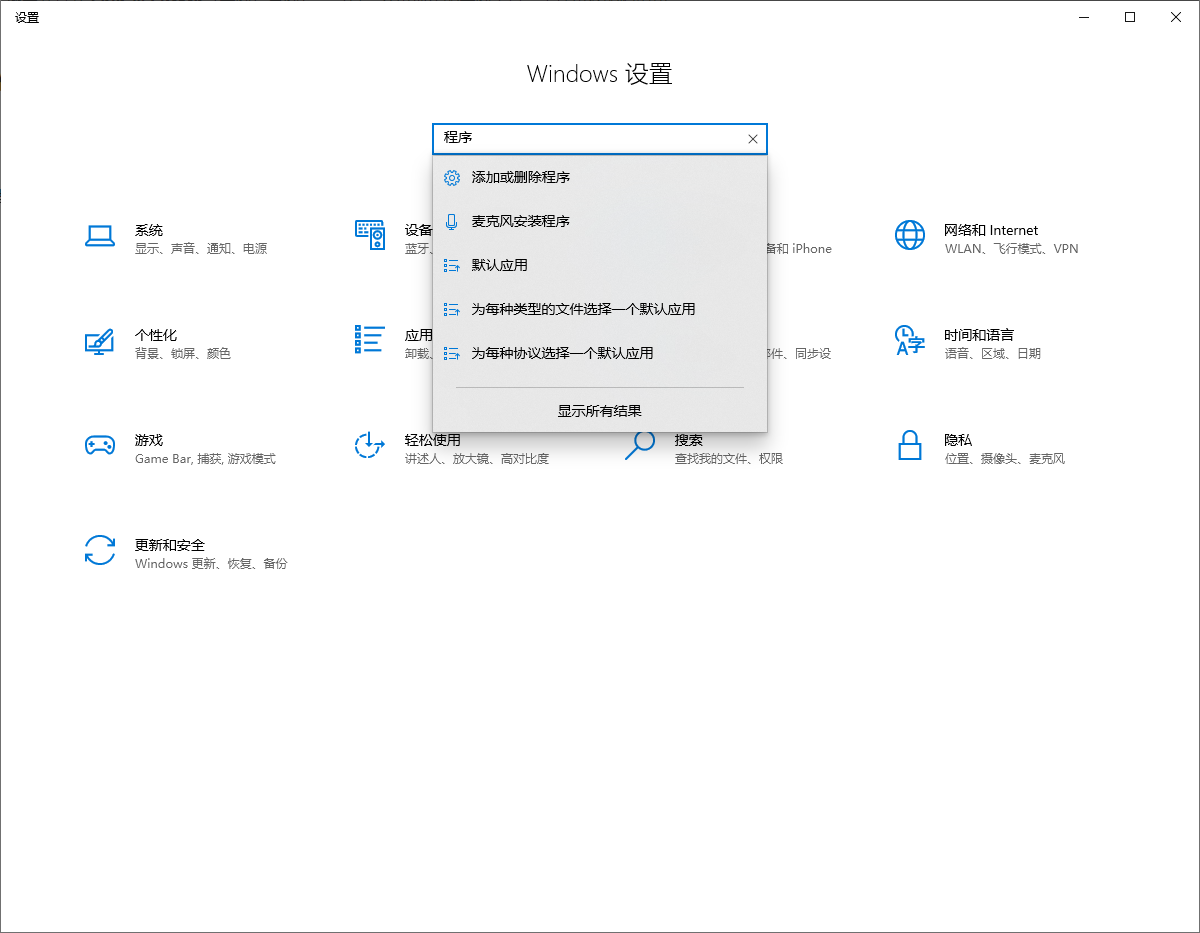 设置
Windows 设置
程序
添加或删除程序
麦克风安装程序
默认应用
为每种类型的文件选择一个默认应用
为每种协议选择一个默认应用
显示所有结果
系统
显示、声音、通知、电源
设备
蓝牙、
备和 iPhone
网络和 Internet
WLAN、飞行模式、VPN
个性化
背景、锁屏、颜色
应用
卸载、
件、同步设
时间和语言
语音、区域、日期
游戏
Game Bar, 捕获, 游戏模式
轻松使用
讲述人、放大镜、高对比度
搜索
查找我的文件、权限
隐私
位置、摄像头、麦克风
更新和安全
Windows 更新、恢复、备份